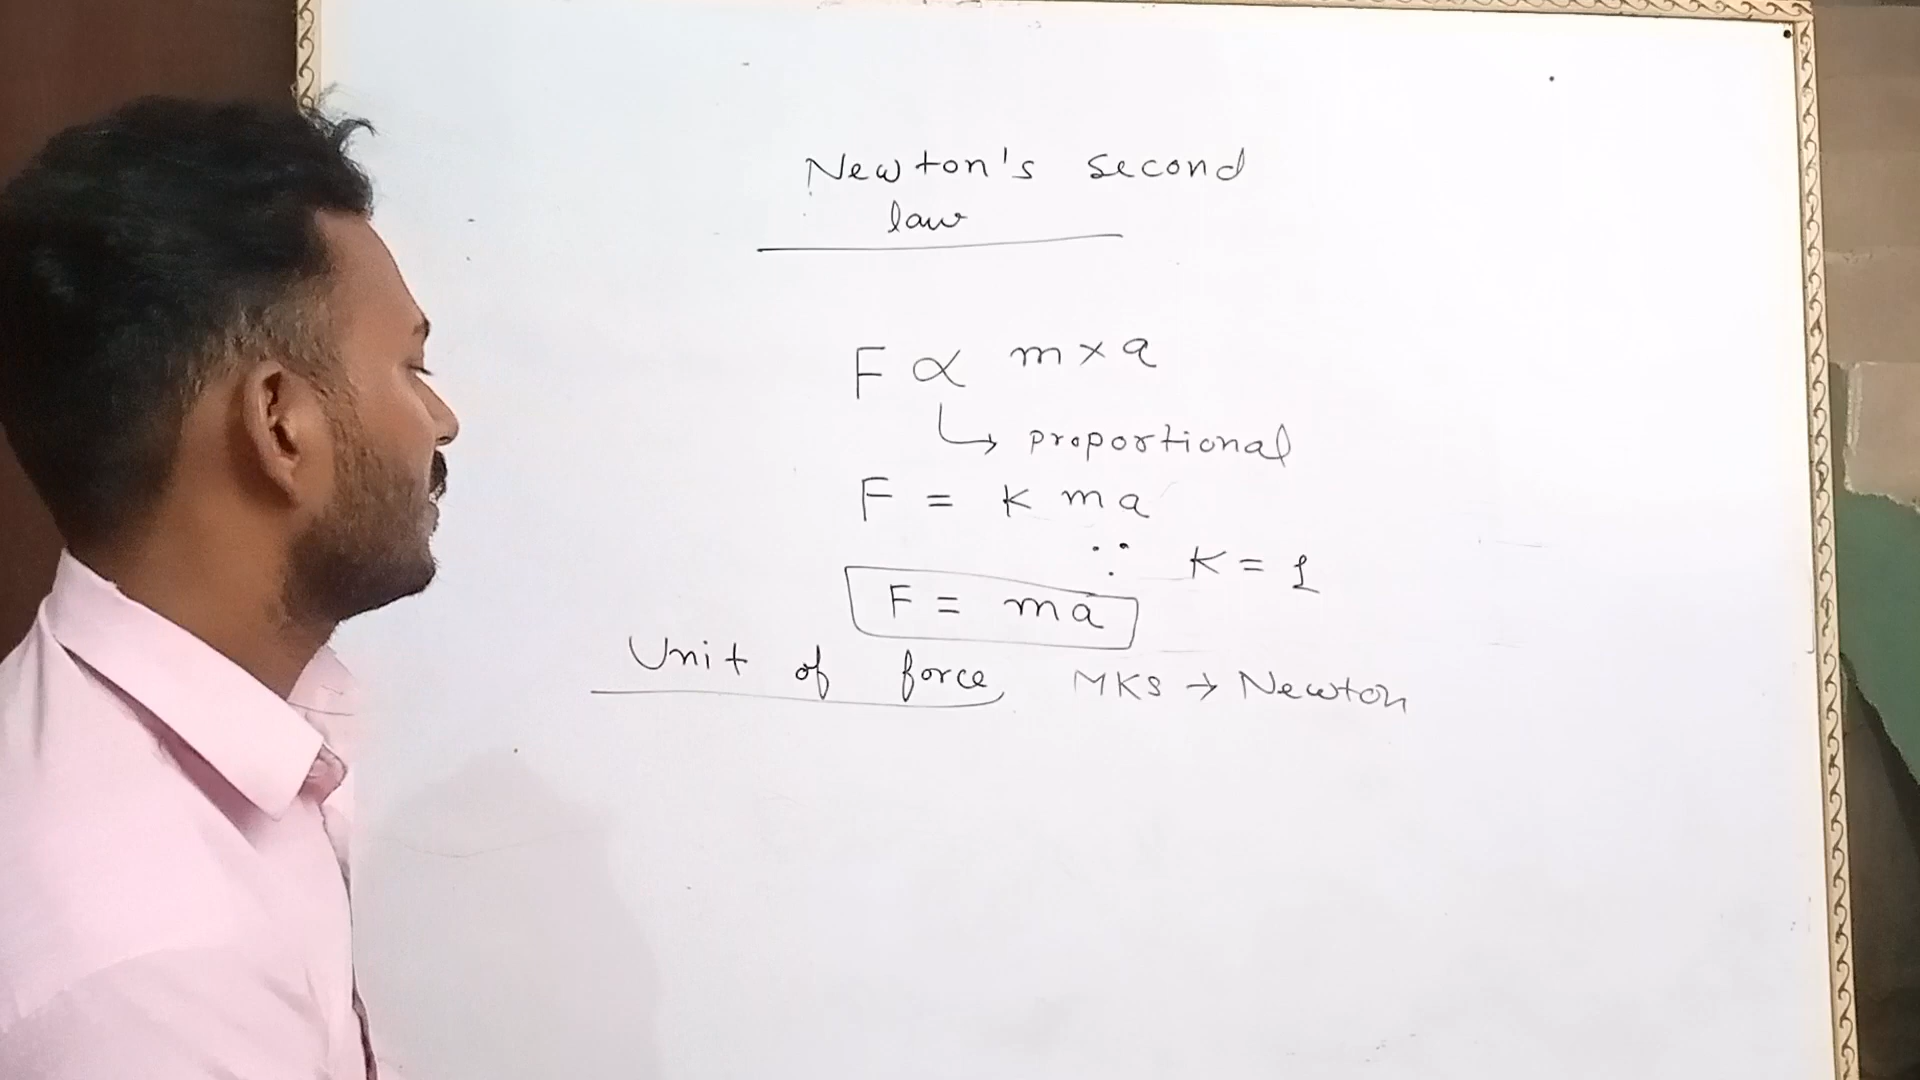 Newton's second
law
F ∝ m × a
↳ proportional
F = K m a
∵ K = 1
F = ma
Unit of force MKS → Newton